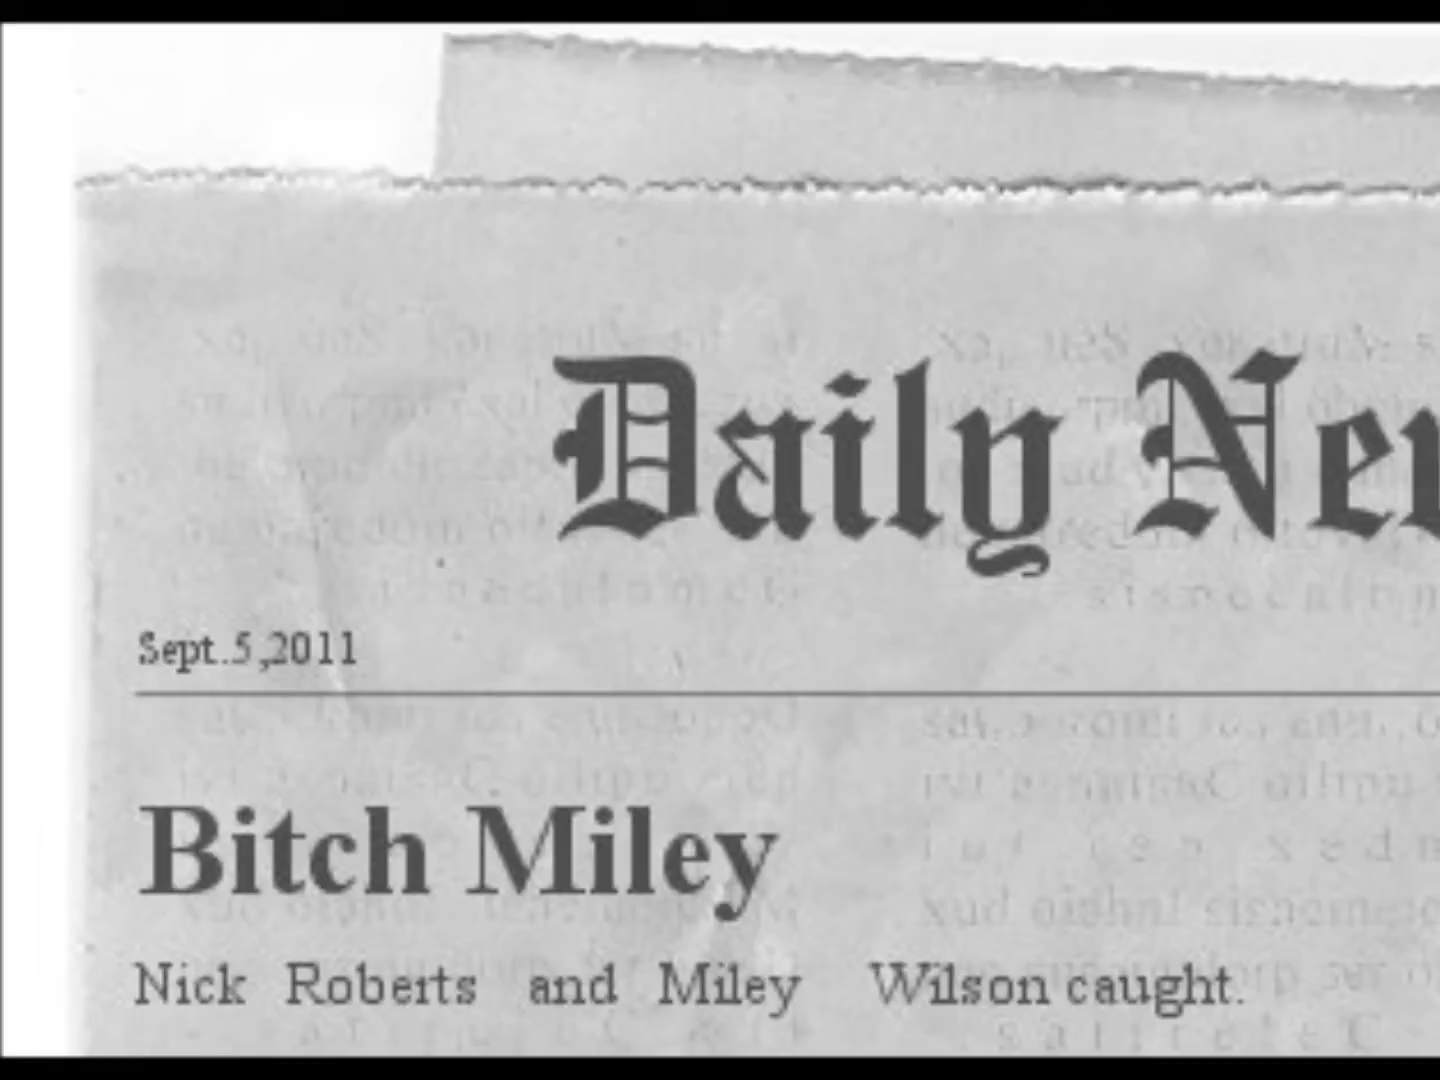 Daily Ne
Sept.5,2011
Bitch Miley
Nick Roberts and Miley Wilson caught.